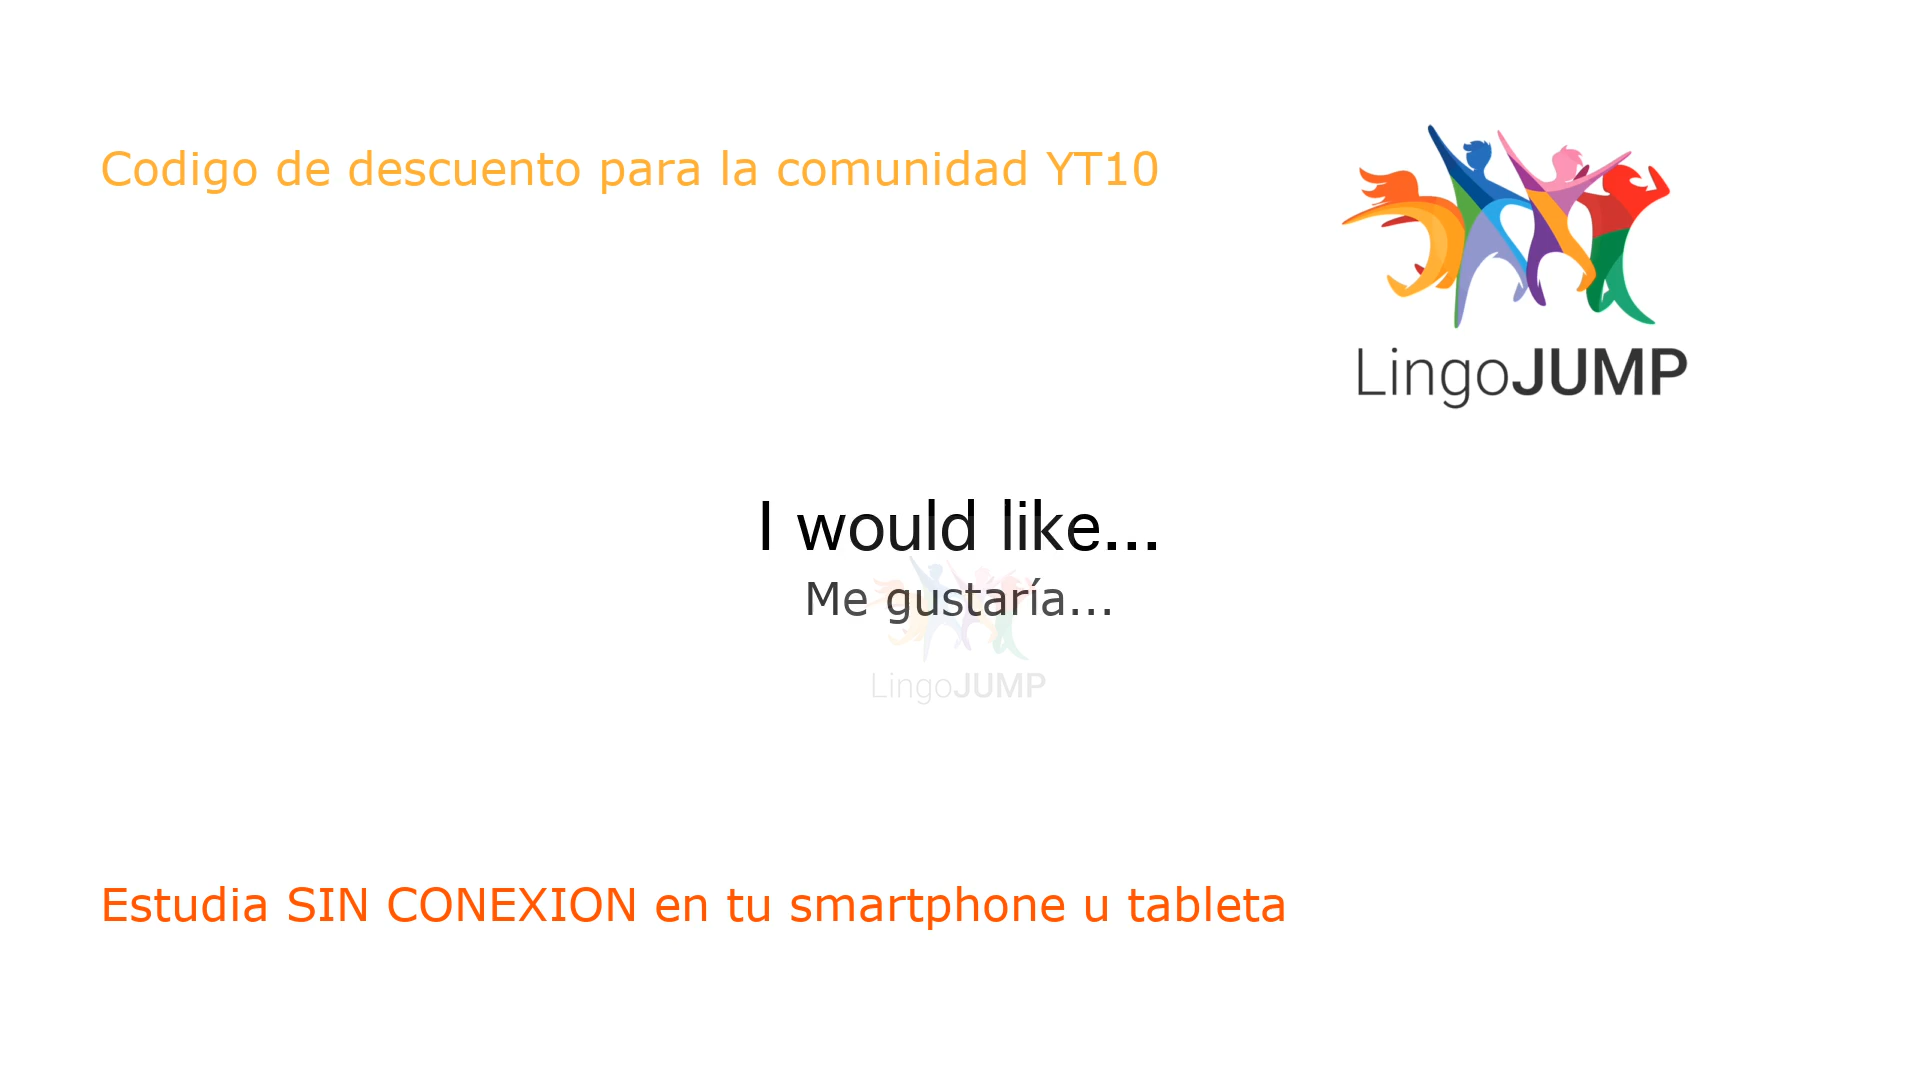 Codigo de descuento para la comunidad YT10
LingoJUMP
I would like...
Me gustaría...
LingoJUMP
Estudia SIN CONEXION en tu smartphone u tableta